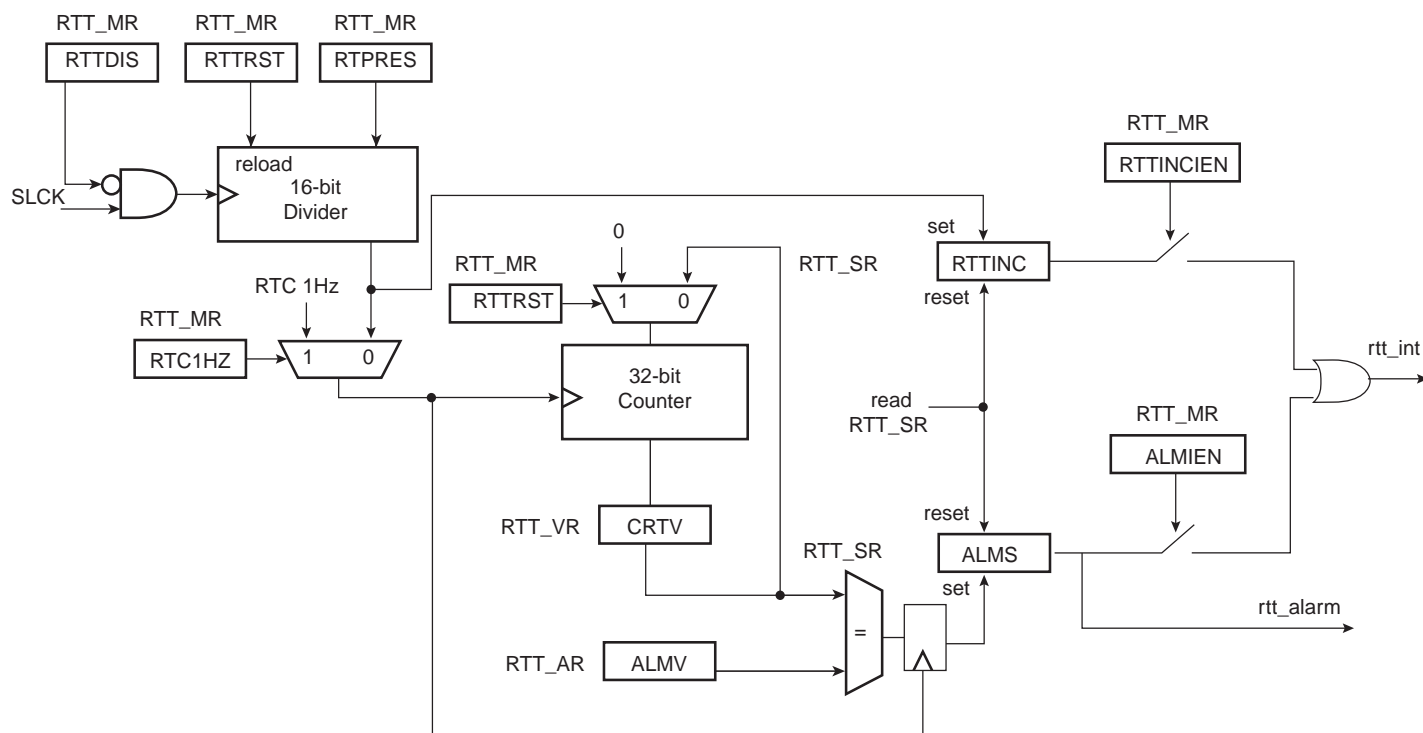 RTT_MR
RTT_MR
RTT_MR
RTTDIS
RTTRST
RTPRES
reload
16-bit
Divider
SLCK
RTT_MR
RTTINCIEN
0
set
RTT_MR
RTTRST
1 0
RTT_SR
RTTINC
reset
RTC 1Hz
RTT_MR
RTC1HZ
1 0
32-bit
Counter
read
RTT_SR
rtt_int
RTT_MR
ALMIEN
RTT_VR
CRTV
reset
RTT_SR
ALMS
set
rtt_alarm
=
RTT_AR
ALMV